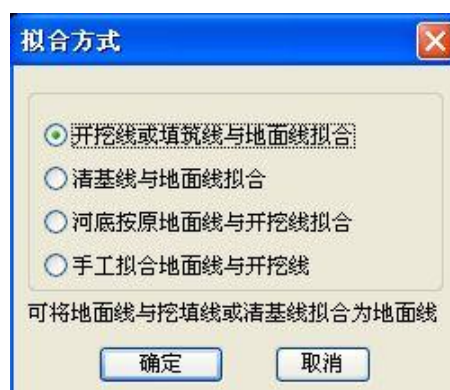 拟合方式
开挖线或填筑线与地面线拟合
清基线与地面线拟合
河底按原地面线与开挖线拟合
手工拟合地面线与开挖线
可将地面线与挖填线或清基线拟合为地面线
确定
取消